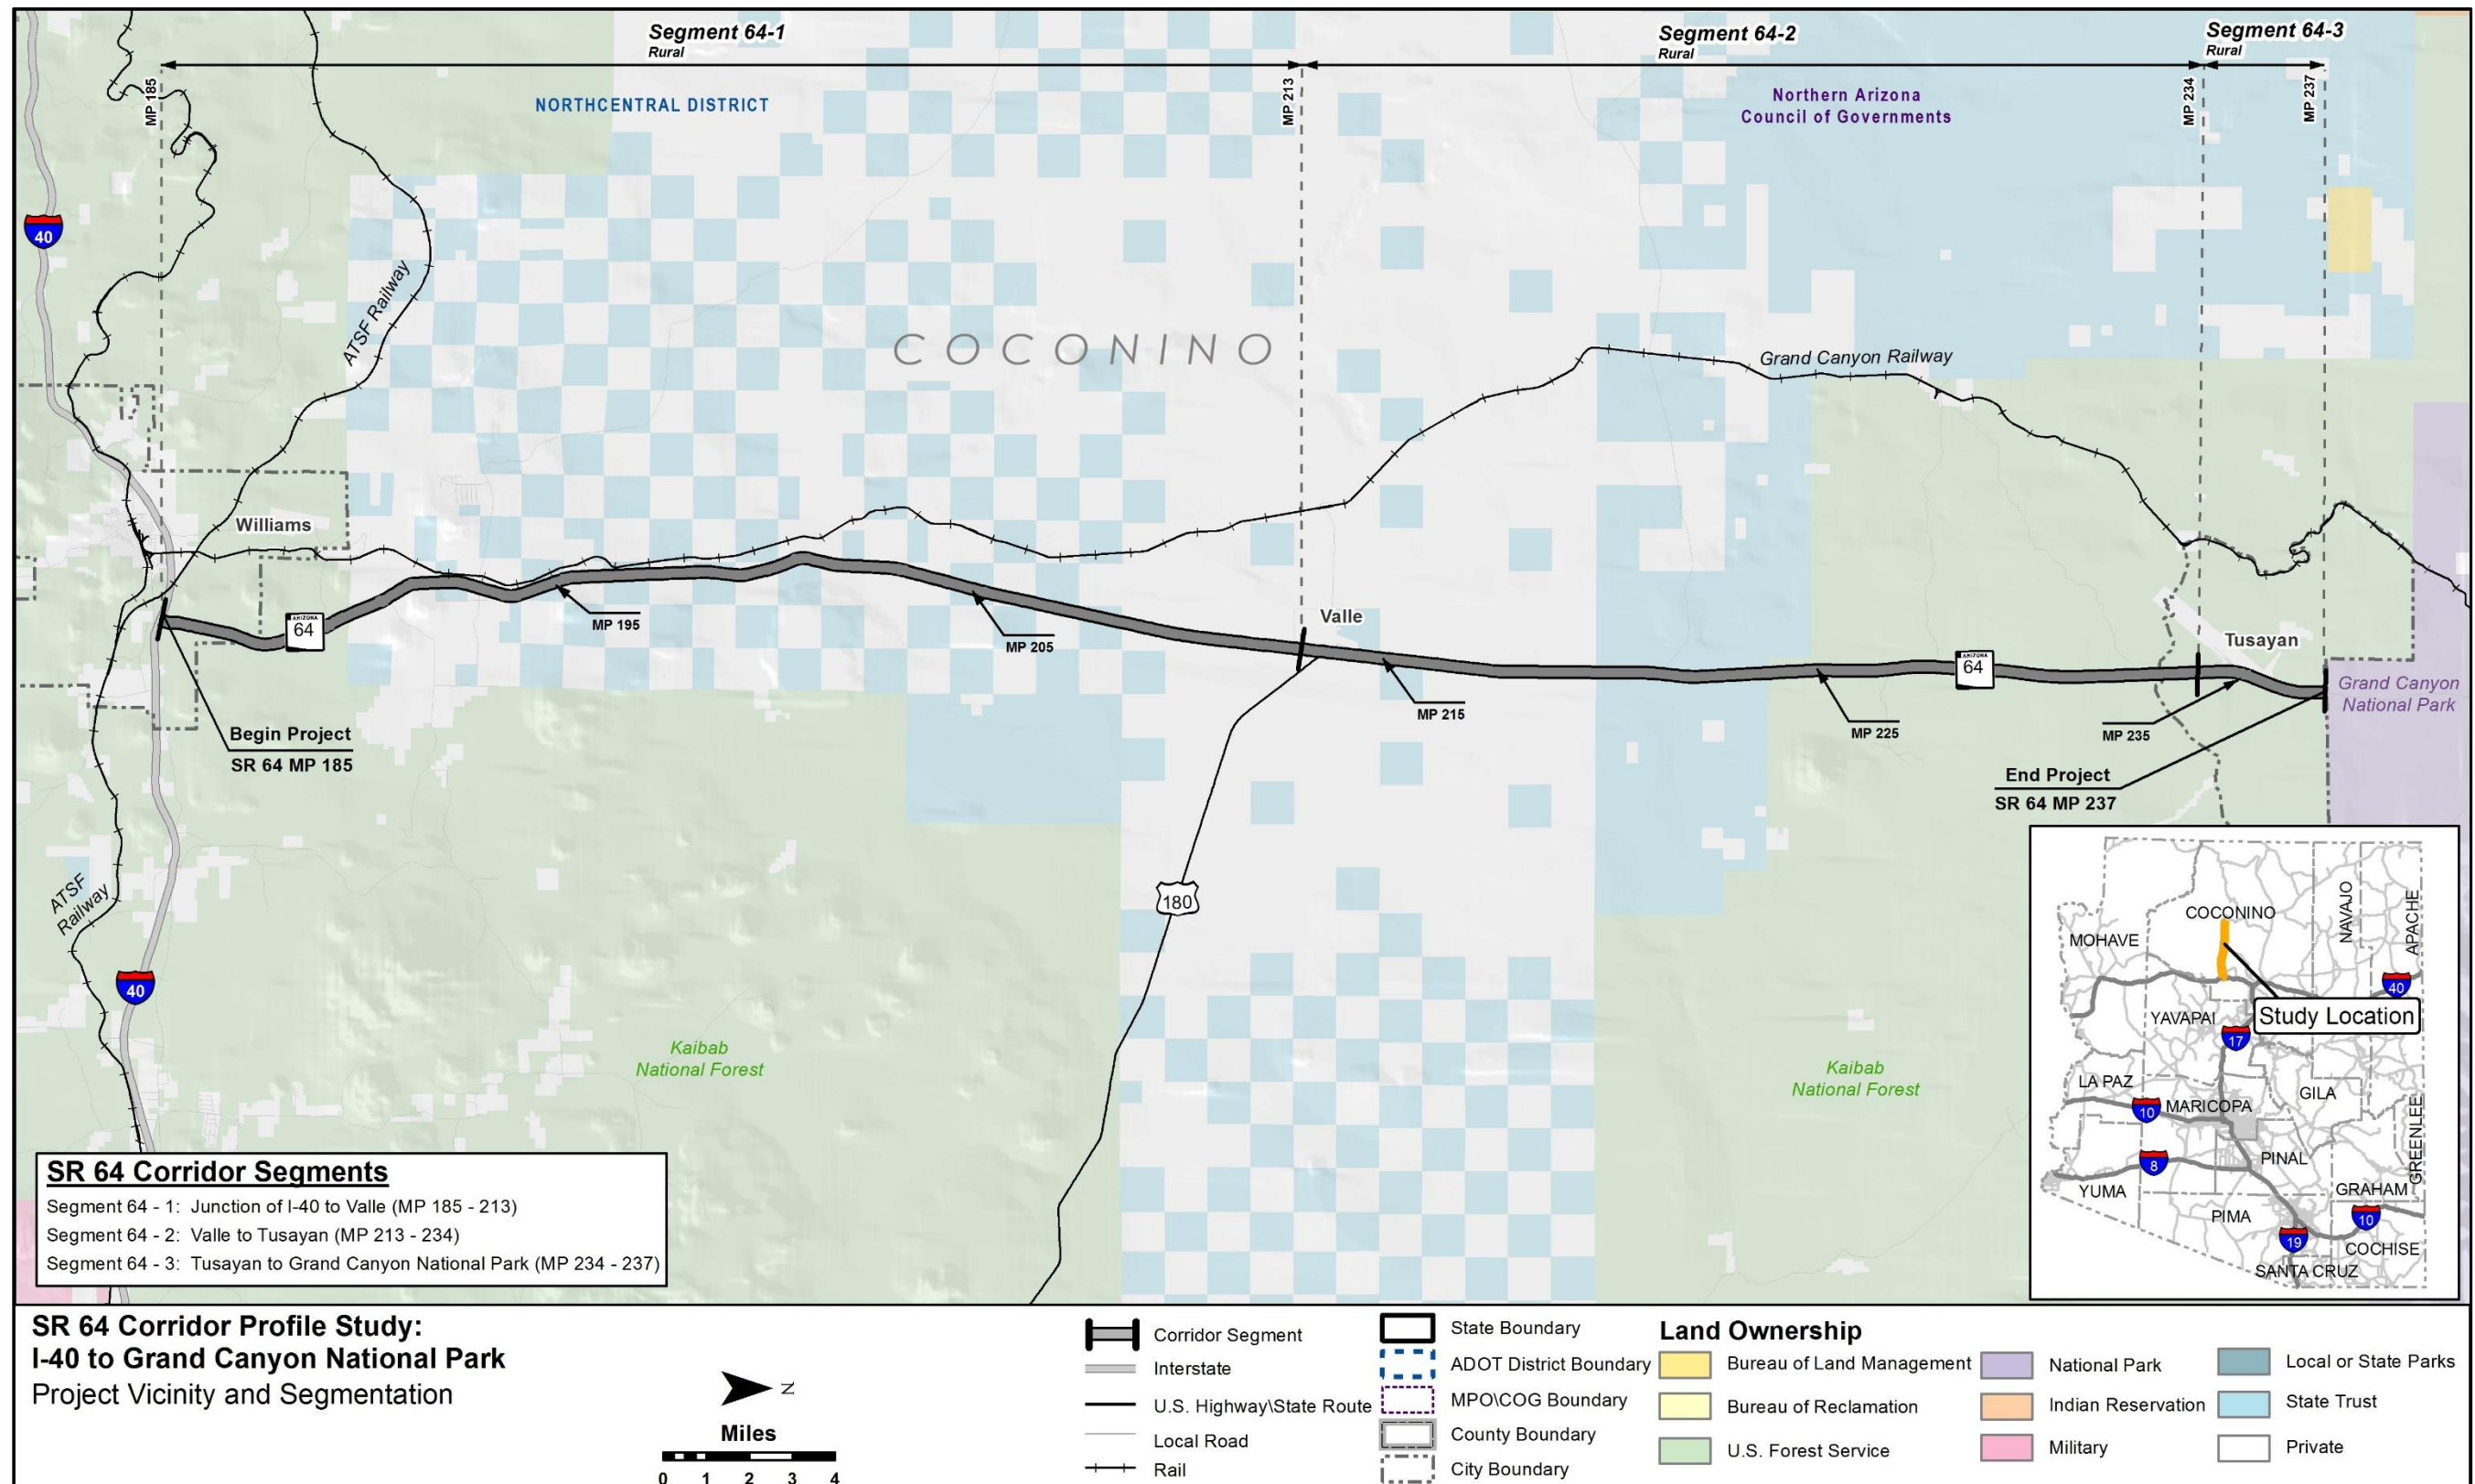 Segment 64-1
Rural
Segment 64-2
Rural
Segment 64-3
Rural
MP 185
MP 213
MP 234
MP 237
NORTHCENTRAL DISTRICT
Northern Arizona
Council of Governments
40
ATSF Railway
COCONINO
Grand Canyon Railway
Williams
ARIZONA
64
MP 195
MP 205
Valle
MP 215
MP 225
ARIZONA
64
Tusayan
MP 235
Grand Canyon
National Park
Begin Project
SR 64 MP 185
End Project
SR 64 MP 237
180
ATSF
Railway
40
Kaibab
National Forest
Kaibab
National Forest
COCONINO
MOHAVE
NAVAJO
APACHE
40
YAVAPAI
Study Location
17
LA PAZ
GILA
10
MARICOPA
GREENLEE
8
PINAL
YUMA
GRAHAM
PIMA
10
19
COCHISE
SANTA CRUZ
SR 64 Corridor Segments
Segment 64 - 1: Junction of I-40 to Valle (MP 185 - 213)
Segment 64 - 2: Valle to Tusayan (MP 213 - 234)
Segment 64 - 3: Tusayan to Grand Canyon National Park (MP 234 - 237)
SR 64 Corridor Profile Study:
I-40 to Grand Canyon National Park
Project Vicinity and Segmentation
N
Miles
0 1 2 3 4
Corridor Segment
Interstate
U.S. Highway\State Route
Local Road
Rail
State Boundary
ADOT District Boundary
MPO\COG Boundary
County Boundary
City Boundary
Land Ownership
Bureau of Land Management
Bureau of Reclamation
U.S. Forest Service
National Park
Indian Reservation
Military
Local or State Parks
State Trust
Private